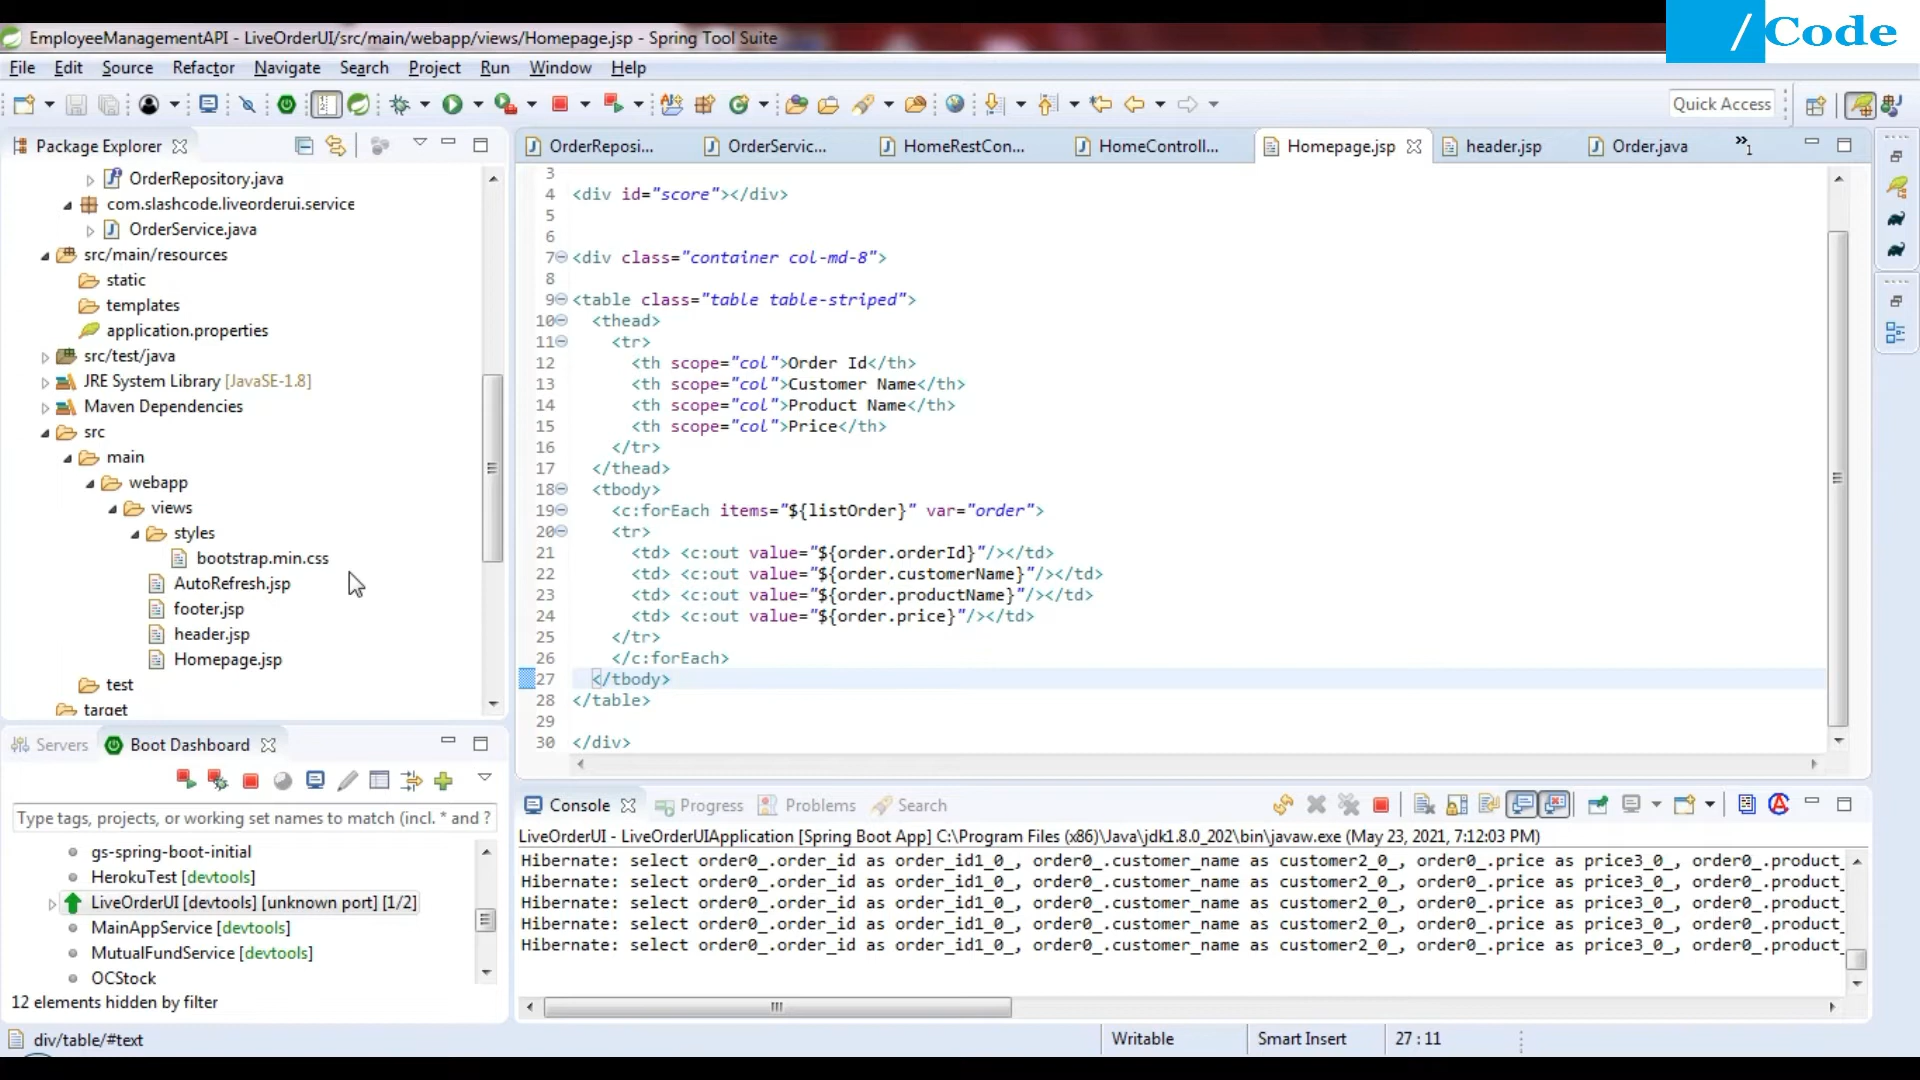 /Code
EmployeeManagementAPI - LiveOrderUI/src/main/webapp/views/Homepage.jsp - Spring Tool Suite
File Edit Source Refactor Navigate Search Project Run Window Help
Quick Access
Package Explorer
OrderReposi... OrderServic... HomeRestCon... HomeControll... Homepage.jsp header.jsp Order.java »1
OrderRepository.java
com.slashcode.liveorderui.service
OrderService.java
src/main/resources
static
templates
application.properties
src/test/java
JRE System Library [JavaSE-1.8]
Maven Dependencies
src
main
webapp
views
styles
bootstrap.min.css
AutoRefresh.jsp
footer.jsp
header.jsp
Homepage.jsp
test
target
3
4 <div id="score"></div>
5
6
7 <div class="container col-md-8">
8
9 <table class="table table-striped">
10 <thead>
11 <tr>
12 <th scope="col">Order Id</th>
13 <th scope="col">Customer Name</th>
14 <th scope="col">Product Name</th>
15 <th scope="col">Price</th>
16 </tr>
17 </thead>
18 <tbody>
19 <c:forEach items="${listOrder}" var="order">
20 <tr>
21 <td> <c:out value="${order.orderId}"/></td>
22 <td> <c:out value="${order.customerName}"/></td>
23 <td> <c:out value="${order.productName}"/></td>
24 <td> <c:out value="${order.price}"/></td>
25 </tr>
26 </c:forEach>
27 </tbody>
28 </table>
29
30 </div>
Servers Boot Dashboard
Type tags, projects, or working set names to match (incl. * and ?
gs-spring-boot-initial
HerokuTest [devtools]
LiveOrderUI [devtools] [unknown port] [1/2]
MainAppService [devtools]
MutualFundService [devtools]
OCStock
12 elements hidden by filter
Console Progress Problems Search
LiveOrderUI - LiveOrderUIApplication [Spring Boot App] C:\Program Files (x86)\Java\jdk1.8.0_202\bin\javaw.exe (May 23, 2021, 7:12:03 PM)
Hibernate: select order0_.order_id as order_id1_0_, order0_.customer_name as customer2_0_, order0_.price as price3_0_, order0_.product_
Hibernate: select order0_.order_id as order_id1_0_, order0_.customer_name as customer2_0_, order0_.price as price3_0_, order0_.product_
Hibernate: select order0_.order_id as order_id1_0_, order0_.customer_name as customer2_0_, order0_.price as price3_0_, order0_.product_
Hibernate: select order0_.order_id as order_id1_0_, order0_.customer_name as customer2_0_, order0_.price as price3_0_, order0_.product_
Hibernate: select order0_.order_id as order_id1_0_, order0_.customer_name as customer2_0_, order0_.price as price3_0_, order0_.product_
div/table/#text
Writable Smart Insert 27 : 11